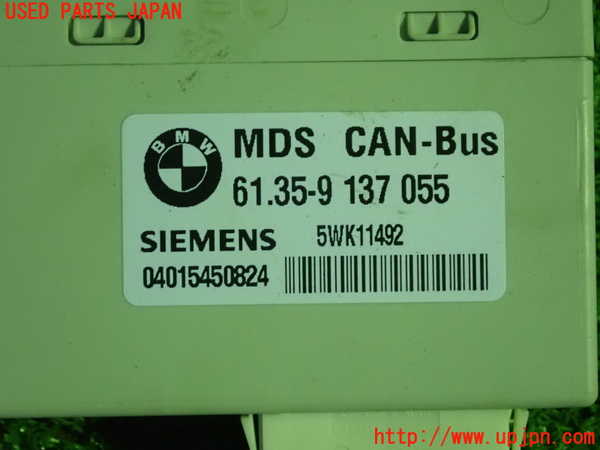 USED PARTS JAPAN
BMW
MDS CAN-Bus
61.35-9 137 055
SIEMENS 5WK11492
04015450824
http://www.upjpn.com